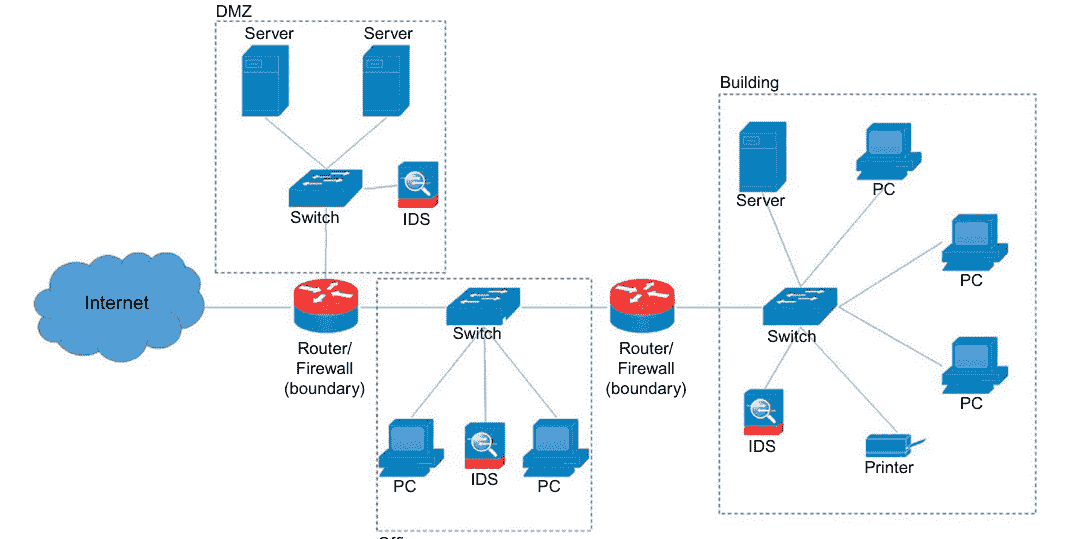 DMZ
Server
Server
Switch
IDS
Internet
Router/
Firewall
(boundary)
Switch
PC
IDS
PC
Router/
Firewall
(boundary)
Building
Server
PC
PC
Switch
PC
IDS
Printer